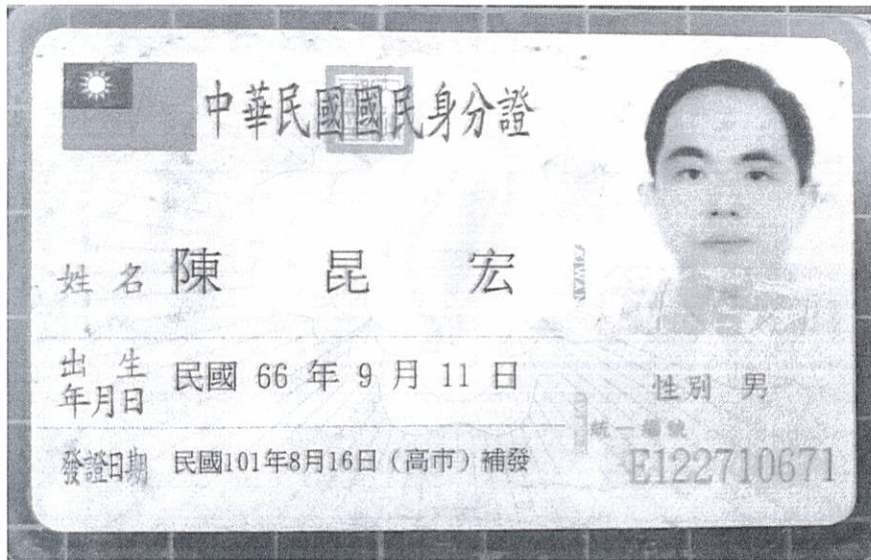 中華民國國民身分證
姓名 陳昆宏
出生年月日 民國 66 年 9 月 11 日
性別 男
統一編號
發證日期 民國101年8月16日（高市）補發
E122710671
TAIWAN